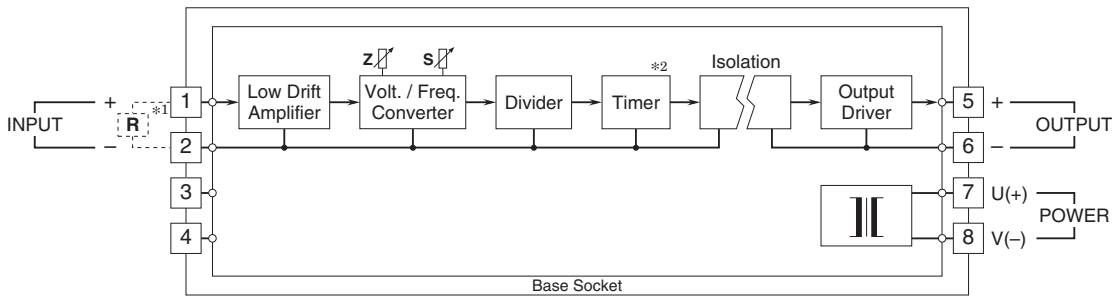 Z S *2 Isolation
1 Low Drift Amplifier
Volt. / Freq. Converter
Divider
Timer
Output Driver
5 +
INPUT
+
*1
R
–
2
6 –
OUTPUT
3
4
7 U(+)
8 V(–)
POWER
Base Socket